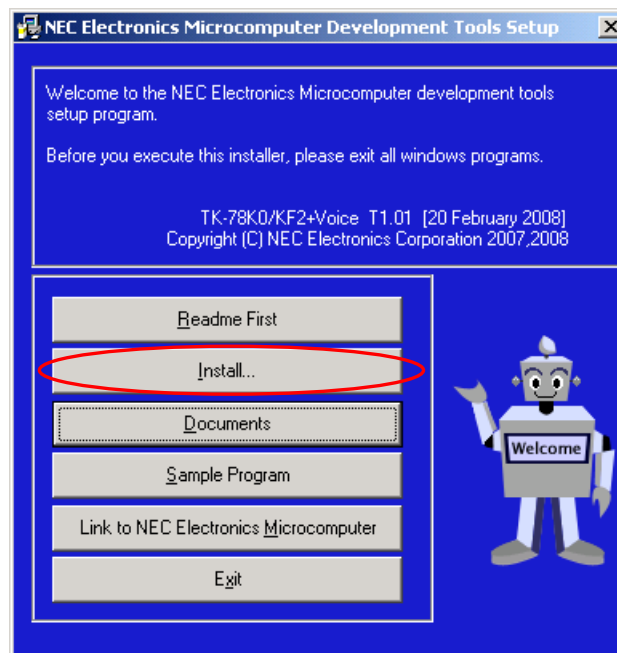 NEC Electronics Microcomputer Development Tools Setup
Welcome to the NEC Electronics Microcomputer development tools
setup program.
Before you execute this installer, please exit all windows programs.
TK-78K0/KF2+Voice T1.01 [20 February 2008]
Copyright (C) NEC Electronics Corporation 2007,2008
Readme First
Install...
Documents
Sample Program
Link to NEC Electronics Microcomputer
Exit
Welcome